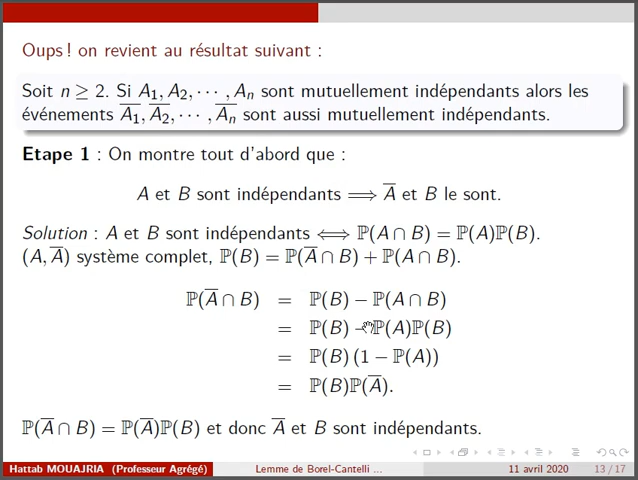 Oups ! on revient au résultat suivant :
Soit n ≥ 2. Si A₁, A₂, ⋯ , Aₙ sont mutuellement indépendants alors les
événements A̅₁, A̅₂, ⋯ , A̅ₙ sont aussi mutuellement indépendants.
Etape 1 : On montre tout d'abord que :
A et B sont indépendants ⟹ A̅ et B le sont.
Solution : A et B sont indépendants ⟺ ℙ(A ∩ B) = ℙ(A)ℙ(B).
(A, A̅) système complet, ℙ(B) = ℙ(A̅ ∩ B) + ℙ(A ∩ B).
ℙ(A̅ ∩ B) = ℙ(B) − ℙ(A ∩ B)
= ℙ(B) − ℙ(A)ℙ(B)
= ℙ(B) (1 − ℙ(A))
= ℙ(B)ℙ(A̅).
ℙ(A̅ ∩ B) = ℙ(A̅)ℙ(B) et donc A̅ et B sont indépendants.
Hattab MOUAJRIA (Professeur Agrégé) Lemme de Borel-Cantelli ... 11 avril 2020 13 / 17